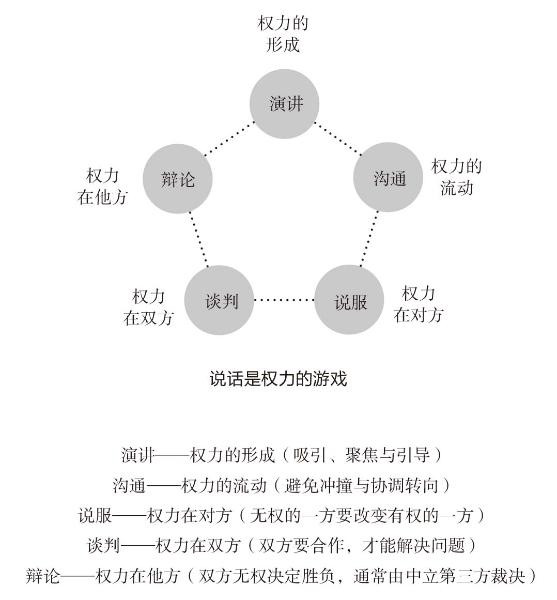 权力的
形成
演讲
辩论
沟通
权力
在他方
权力的
流动
谈判
说服
权力
在双方
权力
在对方
说话是权力的游戏
演讲——权力的形成（吸引、聚焦与引导）
沟通——权力的流动（避免冲撞与协调转向）
说服——权力在对方（无权的一方要改变有权的一方）
谈判——权力在双方（双方要合作，才能解决问题）
辩论——权力在他方（双方无权决定胜负，通常由中立第三方裁决）